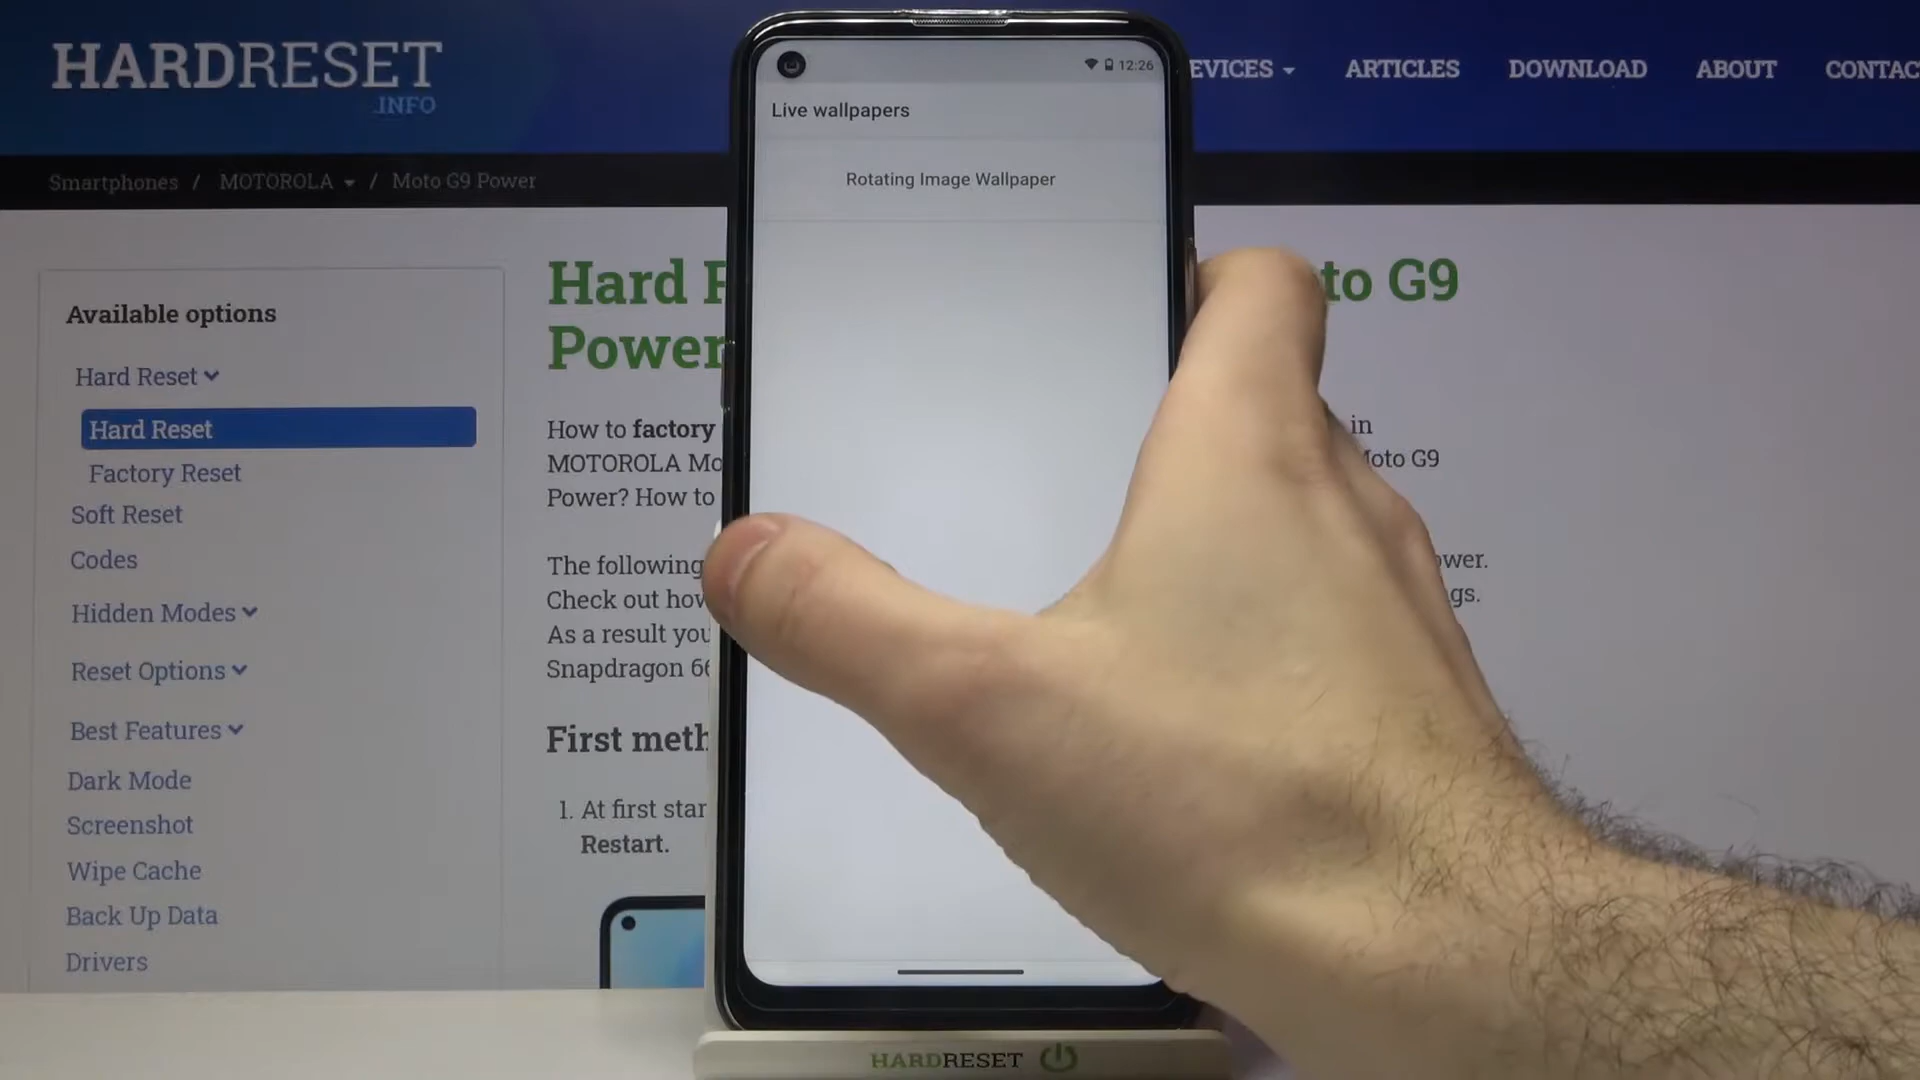 HARDRESET
.INFO
EVICES
ARTICLES
DOWNLOAD
ABOUT
CONTAC
Smartphones / MOTOROLA / Moto G9 Power
Available options
Hard Reset
Hard Reset
Factory Reset
Soft Reset
Codes
Hidden Modes
Reset Options
Best Features
Dark Mode
Screenshot
Wipe Cache
Back Up Data
Drivers
Hard R
to G9
Power
How to factory
in
MOTOROLA Mo
Moto G9
Power? How to
The following
ower.
Check out how
gs.
As a result you
Snapdragon 66
First meth
1. At first star
Restart.
12:26
Live wallpapers
Rotating Image Wallpaper
HARDRESET